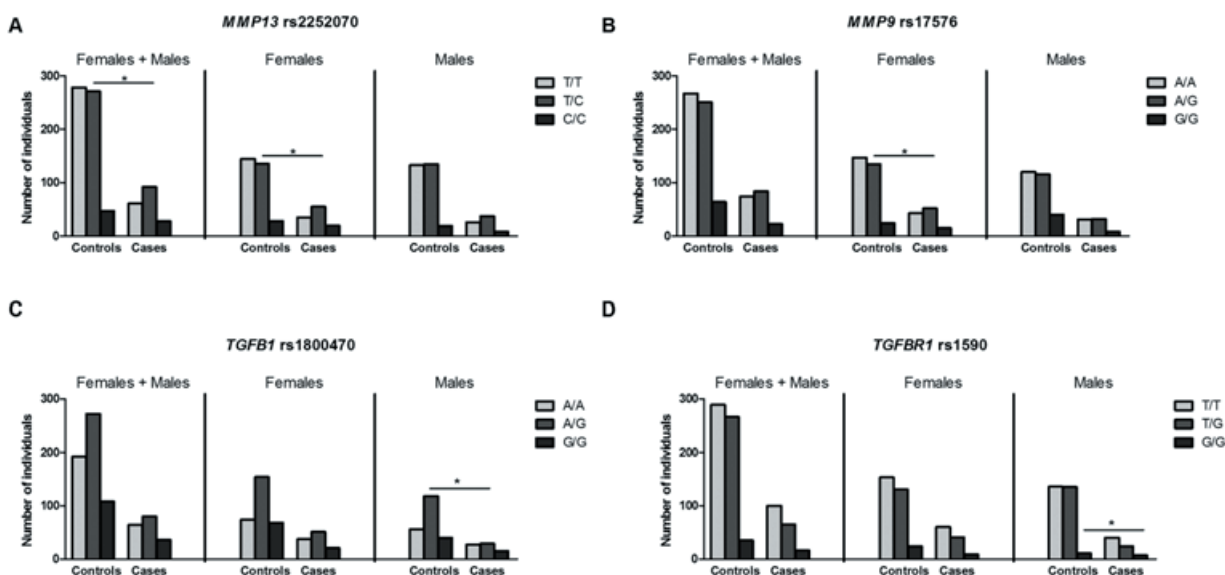 A
MMP13 rs2252070
Females + Males
Females
Males
Number of individuals
300
200
100
0
*
*
T/T
T/C
C/C
Controls
Cases
Controls
Cases
Controls
Cases
B
MMP9 rs17576
Females + Males
Females
Males
Number of individuals
300
200
100
0
*
A/A
A/G
G/G
Controls
Cases
Controls
Cases
Controls
Cases
C
TGFB1 rs1800470
Females + Males
Females
Males
Number of individuals
300
200
100
0
*
A/A
A/G
G/G
Controls
Cases
Controls
Cases
Controls
Cases
D
TGFBR1 rs1590
Females + Males
Females
Males
Number of individuals
300
200
100
0
*
T/T
T/G
G/G
Controls
Cases
Controls
Cases
Controls
Cases